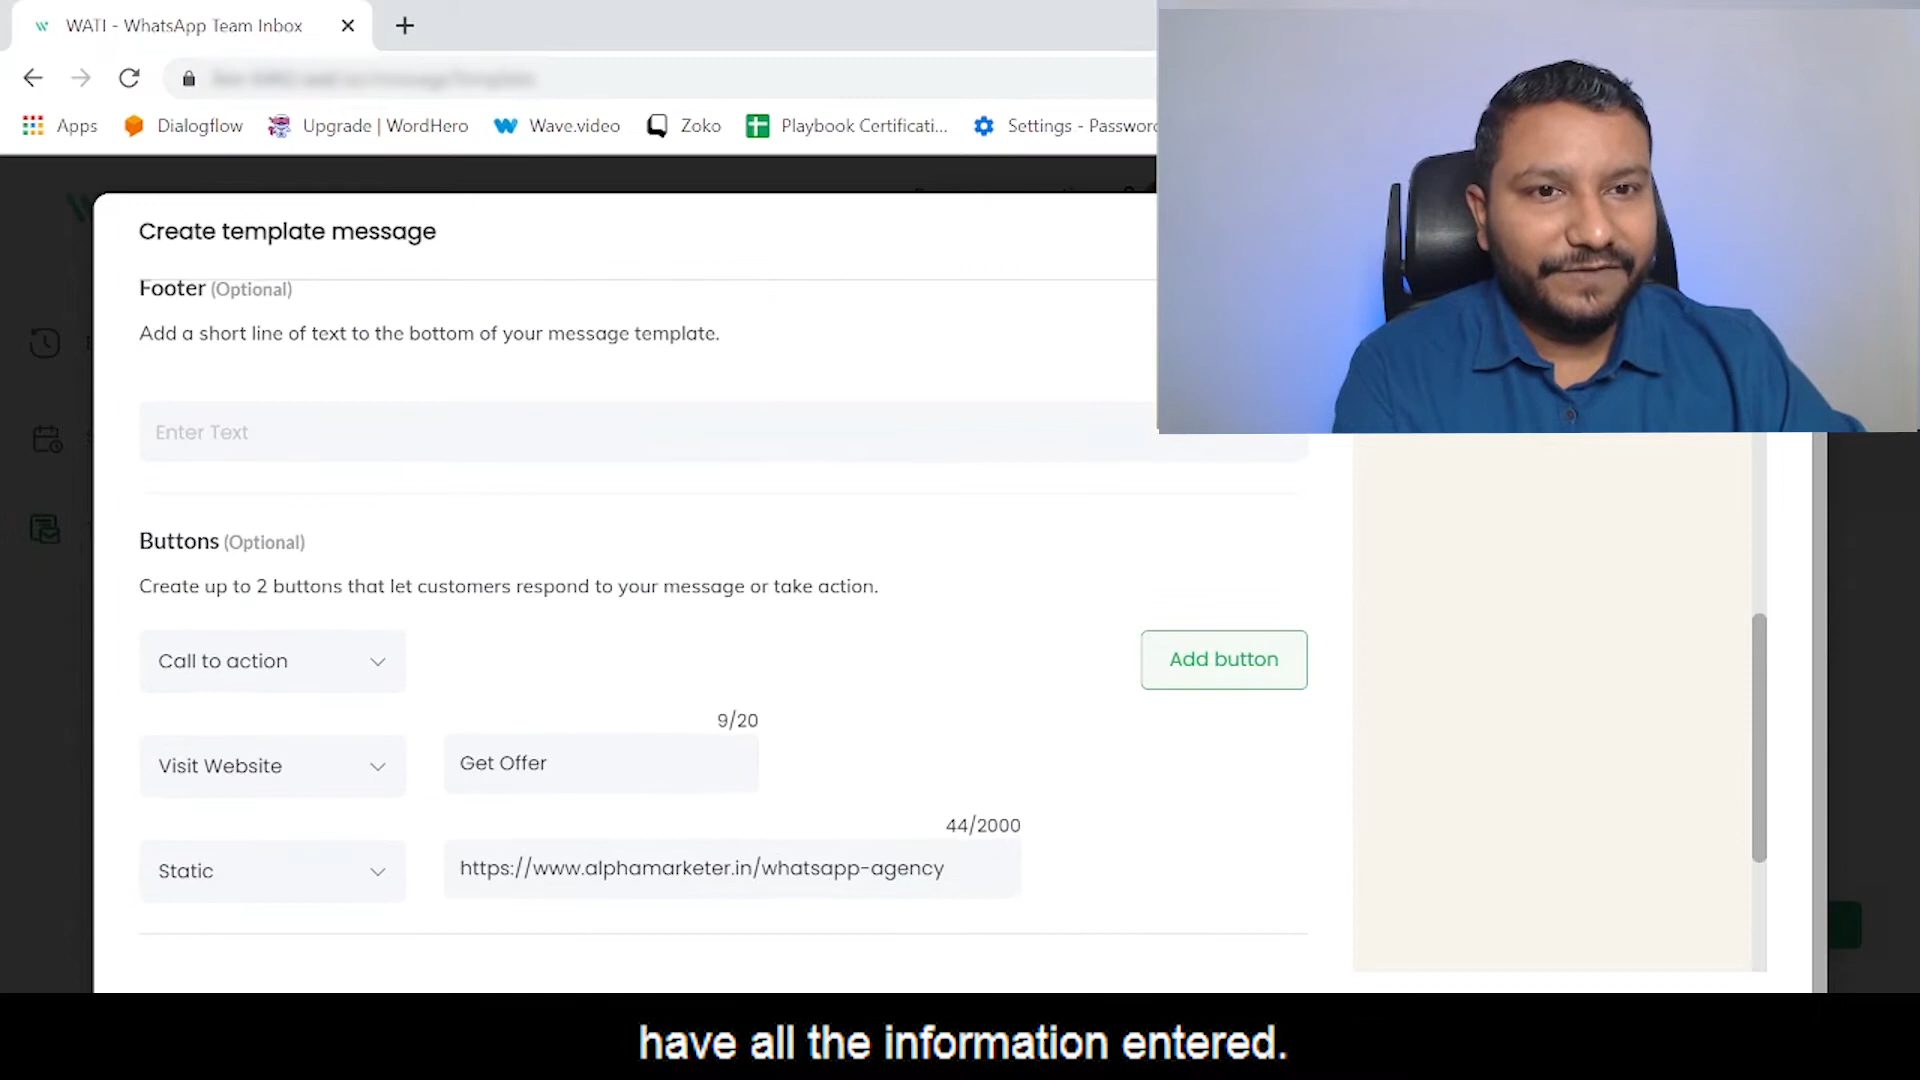 WATI - WhatsApp Team Inbox
Apps
Dialogflow
Upgrade | WordHero
Wave.video
Zoko
Playbook Certificati...
Settings - Passwor
Create template message
Footer (Optional)
Add a short line of text to the bottom of your message template.
Enter Text
Buttons (Optional)
Create up to 2 buttons that let customers respond to your message or take action.
Call to action
Add button
9/20
Visit Website
Get Offer
44/2000
Static
https://www.alphamarketer.in/whatsapp-agency
have all the information entered.